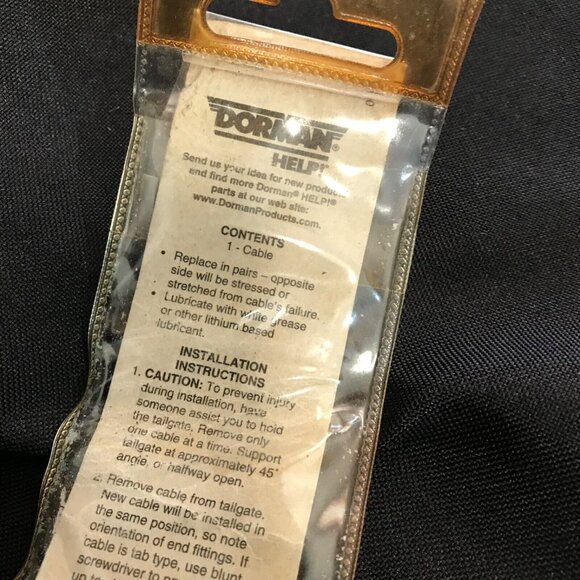 DORMAN®
HELP!®
Send us your idea for new products
and find more Dorman® HELP!®
parts at our web site:
www.DormanProducts.com.
CONTENTS
1 - Cable
• Replace in pairs – opposite
side will be stressed or
stretched from cable's failure.
• Lubricate with white grease
or other lithium based
lubricant.
INSTALLATION
INSTRUCTIONS
1. CAUTION: To prevent injury
during installation, have
someone assist you to hold
the tailgate. Remove only
one cable at a time. Support
tailgate at approximately 45°
angle, or halfway open.
2. Remove cable from tailgate.
New cable will be installed in
the same position, so note
orientation of end fittings. If
cable is tab type, use blunt
screwdriver to